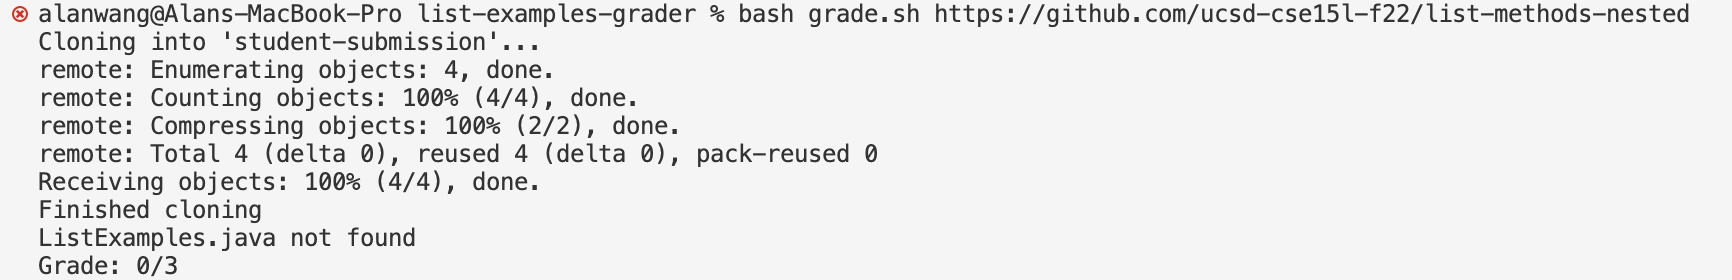 alanwang@Alans-MacBook-Pro list-examples-grader % bash grade.sh https://github.com/ucsd-cse15l-f22/list-methods-nested
Cloning into 'student-submission'...
remote: Enumerating objects: 4, done.
remote: Counting objects: 100% (4/4), done.
remote: Compressing objects: 100% (2/2), done.
remote: Total 4 (delta 0), reused 4 (delta 0), pack-reused 0
Receiving objects: 100% (4/4), done.
Finished cloning
ListExamples.java not found
Grade: 0/3